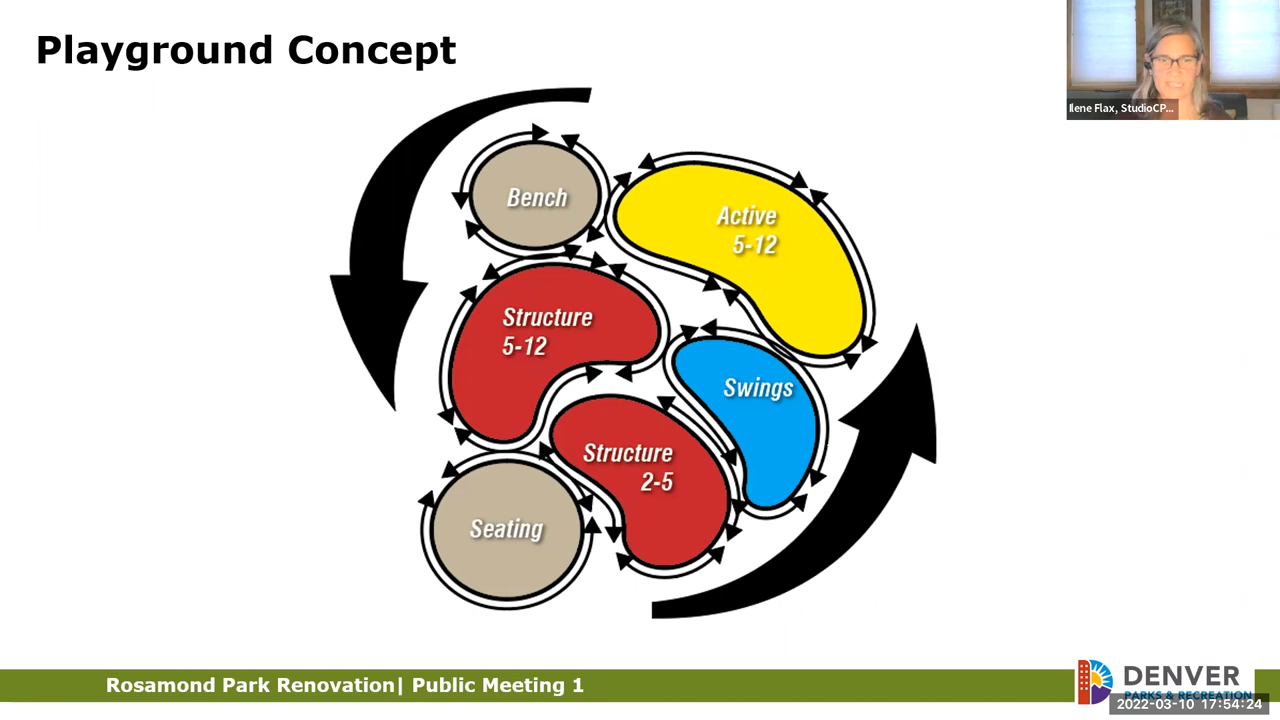 Playground Concept
Ilene Flax, StudioCP...
Bench
Active
5-12
Structure
5-12
Swings
Structure
2-5
Seating
Rosamond Park Renovation| Public Meeting 1
DENVER
PARKS & RECREATION
2022-03-10 17:54:24